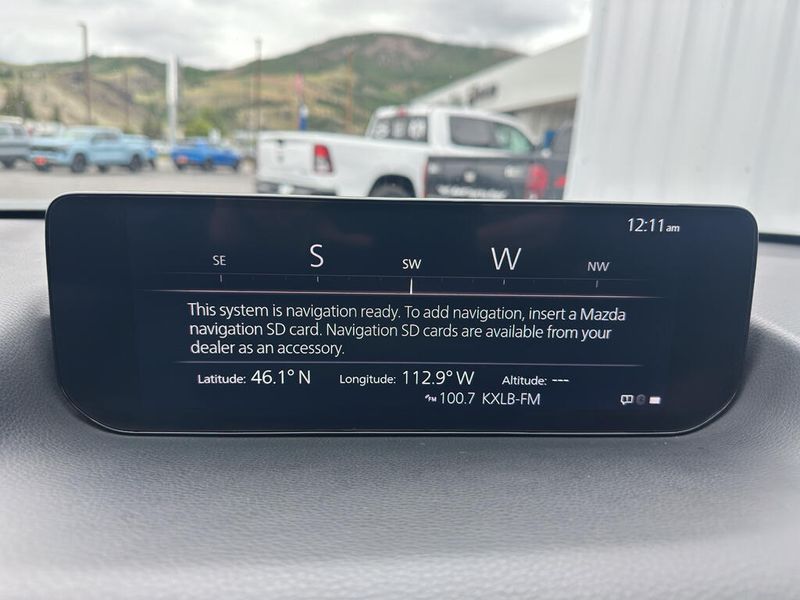 12:11am
SE S SW W NW
This system is navigation ready. To add navigation, insert a Mazda
navigation SD card. Navigation SD cards are available from your
dealer as an accessory.
Latitude: 46.1° N Longitude: 112.9° W Altitude: ---
FM 100.7 KXLB-FM